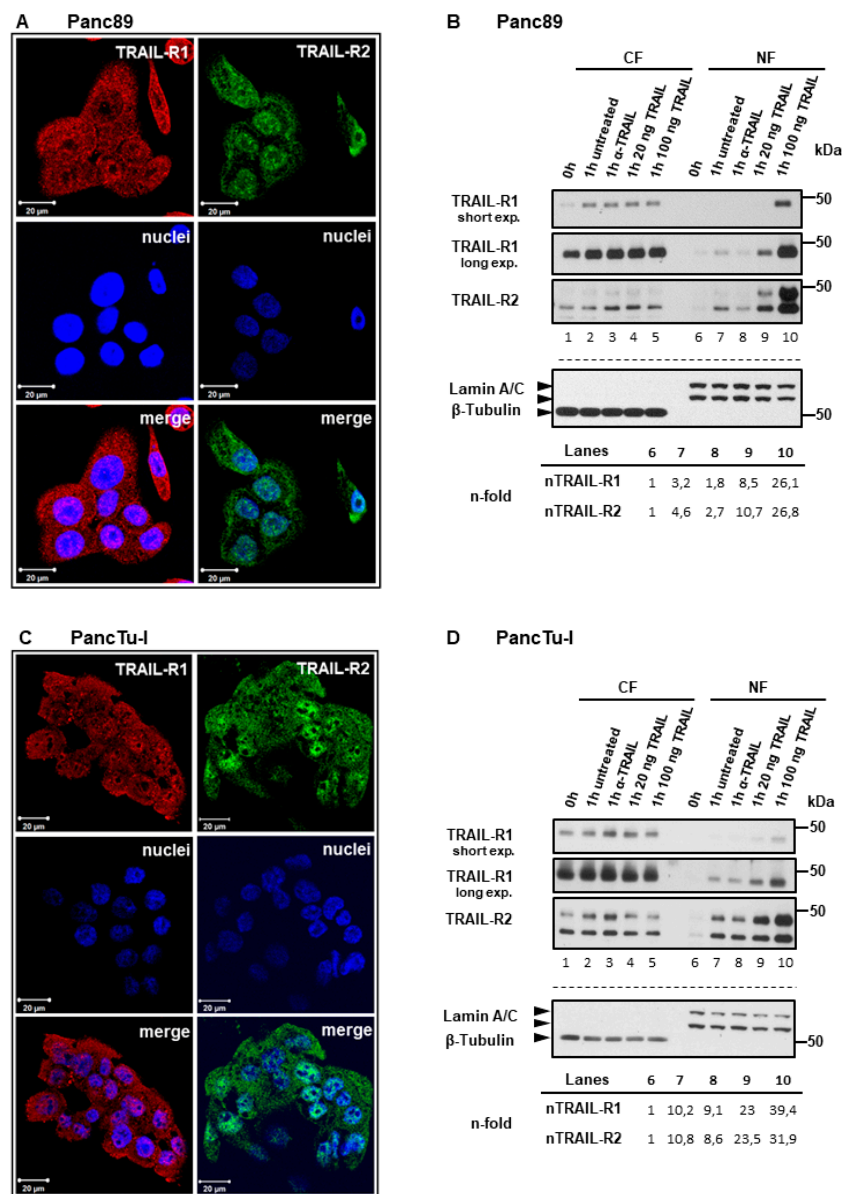 A Panc89
TRAIL-R1
TRAIL-R2
20 µm
20 µm
nuclei
nuclei
20 µm
20 µm
merge
merge
20 µm
20 µm
B Panc89
CF NF
0h
1h untreated
1h α-TRAIL
1h 20 ng TRAIL
1h 100 ng TRAIL
0h
1h untreated
1h α-TRAIL
1h 20 ng TRAIL
1h 100 ng TRAIL
kDa
TRAIL-R1
short exp.
50
TRAIL-R1
long exp.
50
TRAIL-R2
50
1 2 3 4 5 6 7 8 9 10
Lamin A/C
β-Tubulin
50
Lanes 6 7 8 9 10
n-fold
nTRAIL-R1 1 3,2 1,8 8,5 26,1
nTRAIL-R2 1 4,6 2,7 10,7 26,8
C PancTu-I
TRAIL-R1
TRAIL-R2
20 µm
20 µm
nuclei
nuclei
20 µm
20 µm
merge
merge
20 µm
20 µm
D PancTu-I
CF NF
0h
1h untreated
1h α-TRAIL
1h 20 ng TRAIL
1h 100 ng TRAIL
0h
1h untreated
1h α-TRAIL
1h 20 ng TRAIL
1h 100 ng TRAIL
kDa
TRAIL-R1
short exp.
50
TRAIL-R1
long exp.
50
TRAIL-R2
50
1 2 3 4 5 6 7 8 9 10
Lamin A/C
β-Tubulin
50
Lanes 6 7 8 9 10
n-fold
nTRAIL-R1 1 10,2 9,1 23 39,4
nTRAIL-R2 1 10,8 8,6 23,5 31,9